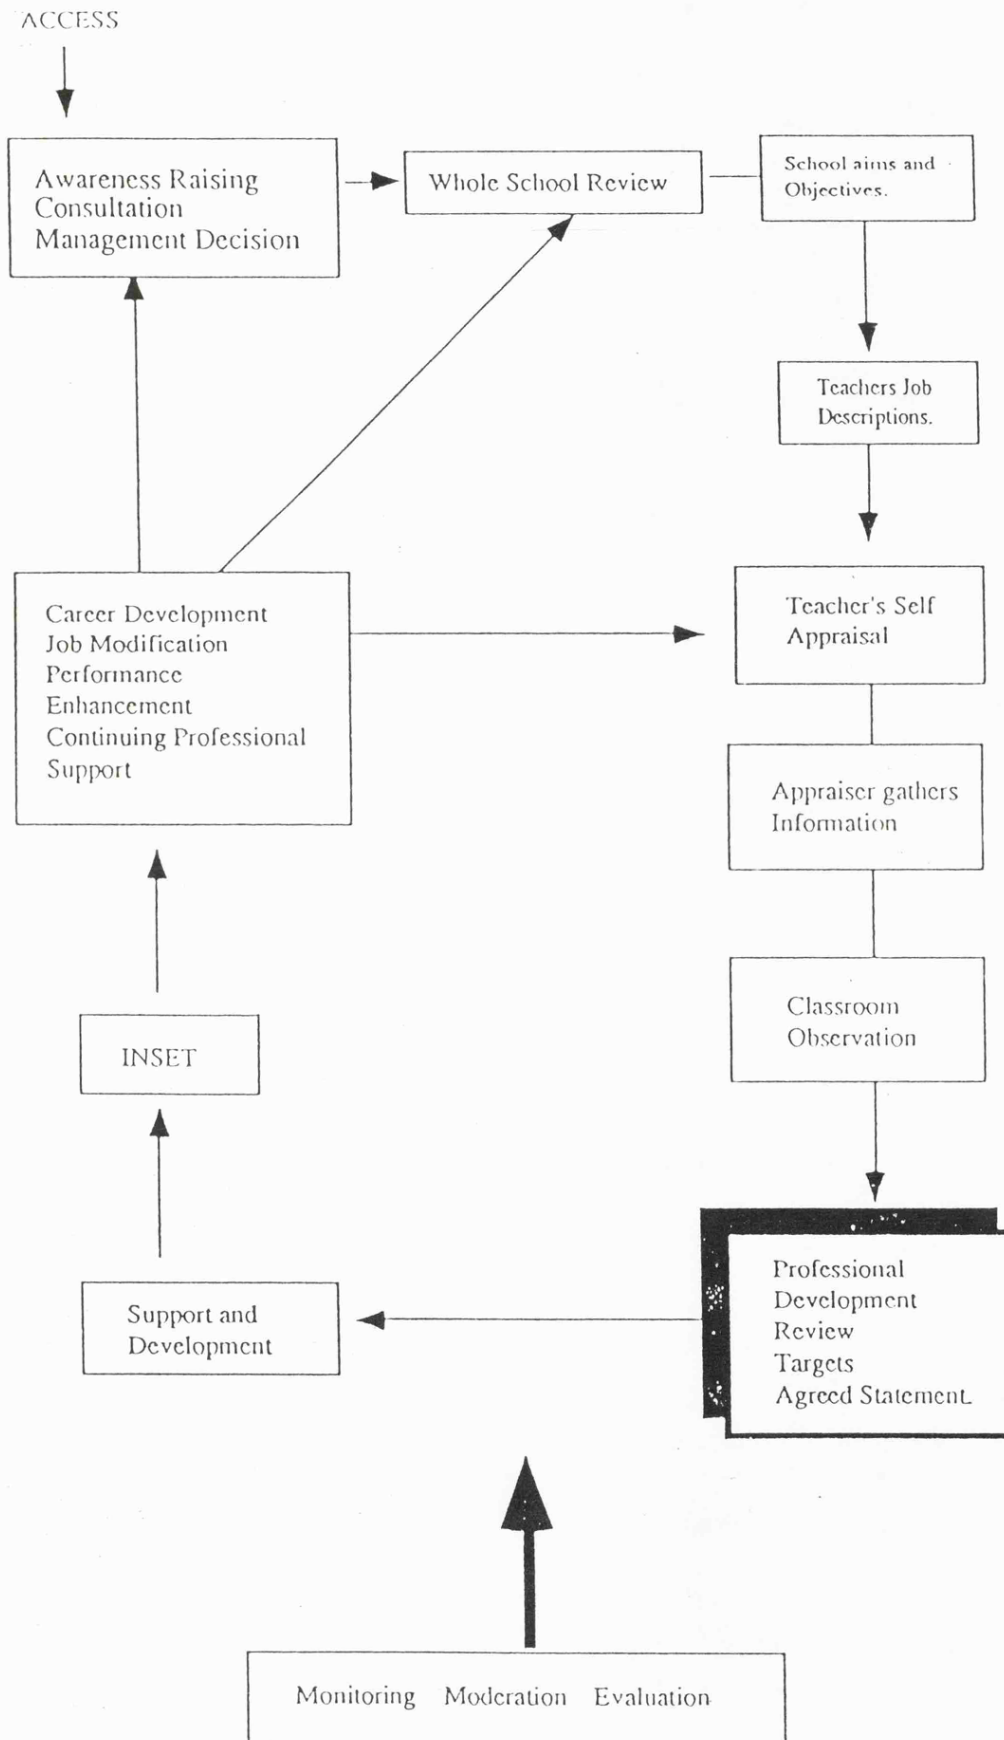 ACCESS
Awareness Raising
Consultation
Management Decision
Whole School Review
School aims and
Objectives.
Teachers Job
Descriptions.
Career Development
Job Modification
Performance
Enhancement
Continuing Professional
Support
Teacher's Self
Appraisal
Appraiser gathers
Information
Classroom
Observation
INSET
Support and
Development
Professional
Development
Review
Targets
Agreed Statement.
Monitoring Moderation Evaluation